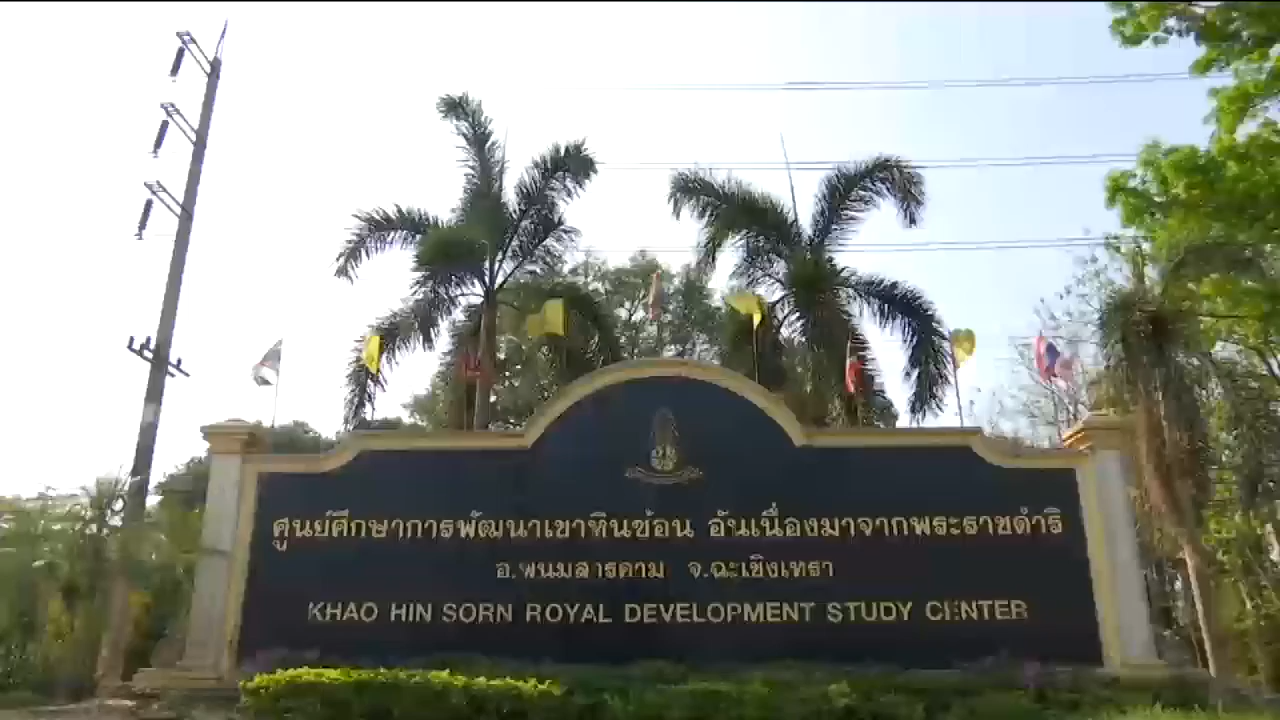 ศูนย์ศึกษาการพัฒนาเขาหินซ้อน อันเนื่องมาจากพระราชดำริ
อ.พนมสารคาม จ.ฉะเชิงเทรา
KHAO HIN SORN ROYAL DEVELOPMENT STUDY CENTER